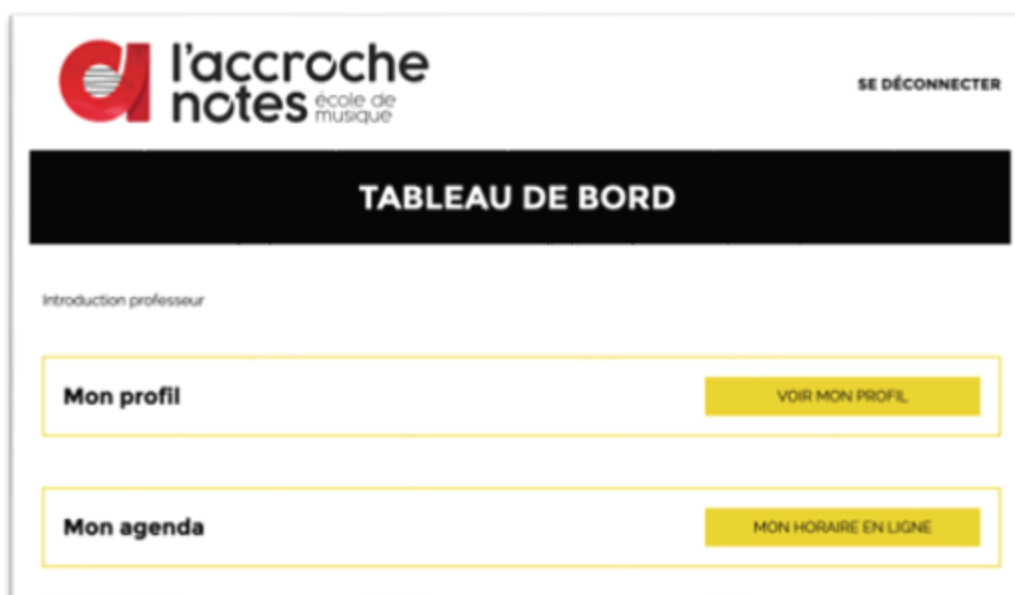 l'accroche
notes école de
musique
SE DÉCONNECTER
TABLEAU DE BORD
Introduction professeur
Mon profil
VOIR MON PROFIL
Mon agenda
MON HORAIRE EN LIGNE